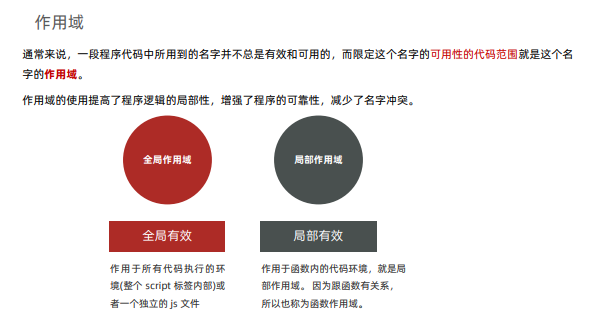 作用域
通常来说，一段程序代码中所用到的名字并不总是有效和可用的，而限定这个名字的可用性的代码范围就是这个名
字的作用域。
作用域的使用提高了程序逻辑的局部性，增强了程序的可靠性，减少了名字冲突。
全局作用域
局部作用域
全局有效
局部有效
作用于所有代码执行的环
境(整个 script 标签内部)或
者一个独立的 js 文件
作用于函数内的代码环境，就是局
部作用域。 因为跟函数有关系，
所以也称为函数作用域。